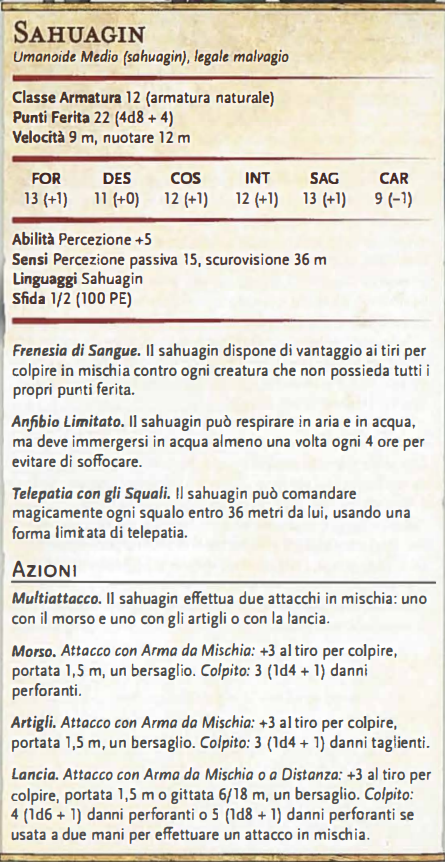 SAHUAGIN
Umanoide Medio (sahuagin), legale malvagio
Classe Armatura 12 (armatura naturale)
Punti Ferita 22 (4d8 + 4)
Velocità 9 m, nuotare 12 m
FOR DES COS INT SAG CAR
13 (+1) 11 (+0) 12 (+1) 12 (+1) 13 (+1) 9 (-1)
Abilità Percezione +5
Sensi Percezione passiva 15, scurovisione 36 m
Linguaggi Sahuagin
Sfida 1/2 (100 PE)
Frenesia di Sangue. Il sahuagin dispone di vantaggio ai tiri per
colpire in mischia contro ogni creatura che non possieda tutti i
propri punti ferita.
Anfibio Limitato. Il sahuagin può respirare in aria e in acqua,
ma deve immergersi in acqua almeno una volta ogni 4 ore per
evitare di soffocare.
Telepatia con gli Squali. Il sahuagin può comandare
magicamente ogni squalo entro 36 metri da lui, usando una
forma limitata di telepatia.
AZIONI
Multiattacco. Il sahuagin effettua due attacchi in mischia: uno
con il morso e uno con gli artigli o con la lancia.
Morso. Attacco con Arma da Mischia: +3 al tiro per colpire,
portata 1,5 m, un bersaglio. Colpito: 3 (1d4 + 1) danni
perforanti.
Artigli. Attacco con Arma da Mischia: +3 al tiro per colpire,
portata 1,5 m, un bersaglio. Colpito: 3 (1d4 + 1) danni taglienti.
Lancia. Attacco con Arma da Mischia o a Distanza: +3 al tiro per
colpire, portata 1,5 m o gittata 6/18 m, un bersaglio. Colpito:
4 (1d6 + 1) danni perforanti o 5 (1d8 + 1) danni perforanti se
usata a due mani per effettuare un attacco in mischia.